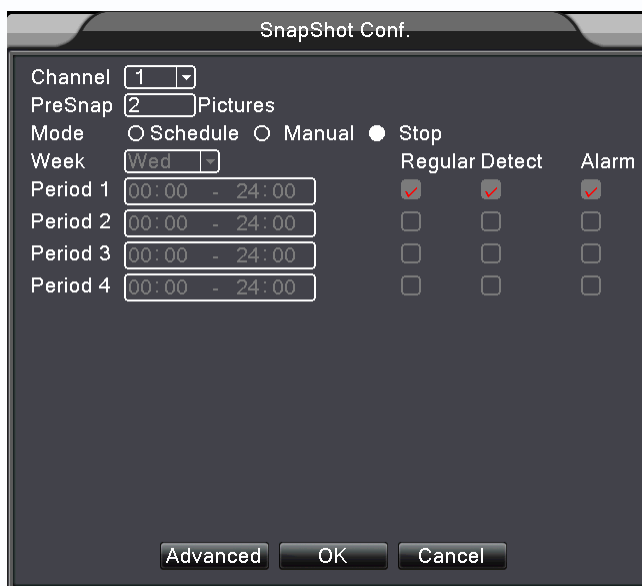 SnapShot Conf.
Channel 1
PreSnap 2 Pictures
Mode Schedule Manual Stop
Week Wed Regular Detect Alarm
Period 1 00:00 - 24:00
Period 2 00:00 - 24:00
Period 3 00:00 - 24:00
Period 4 00:00 - 24:00
Advanced OK Cancel